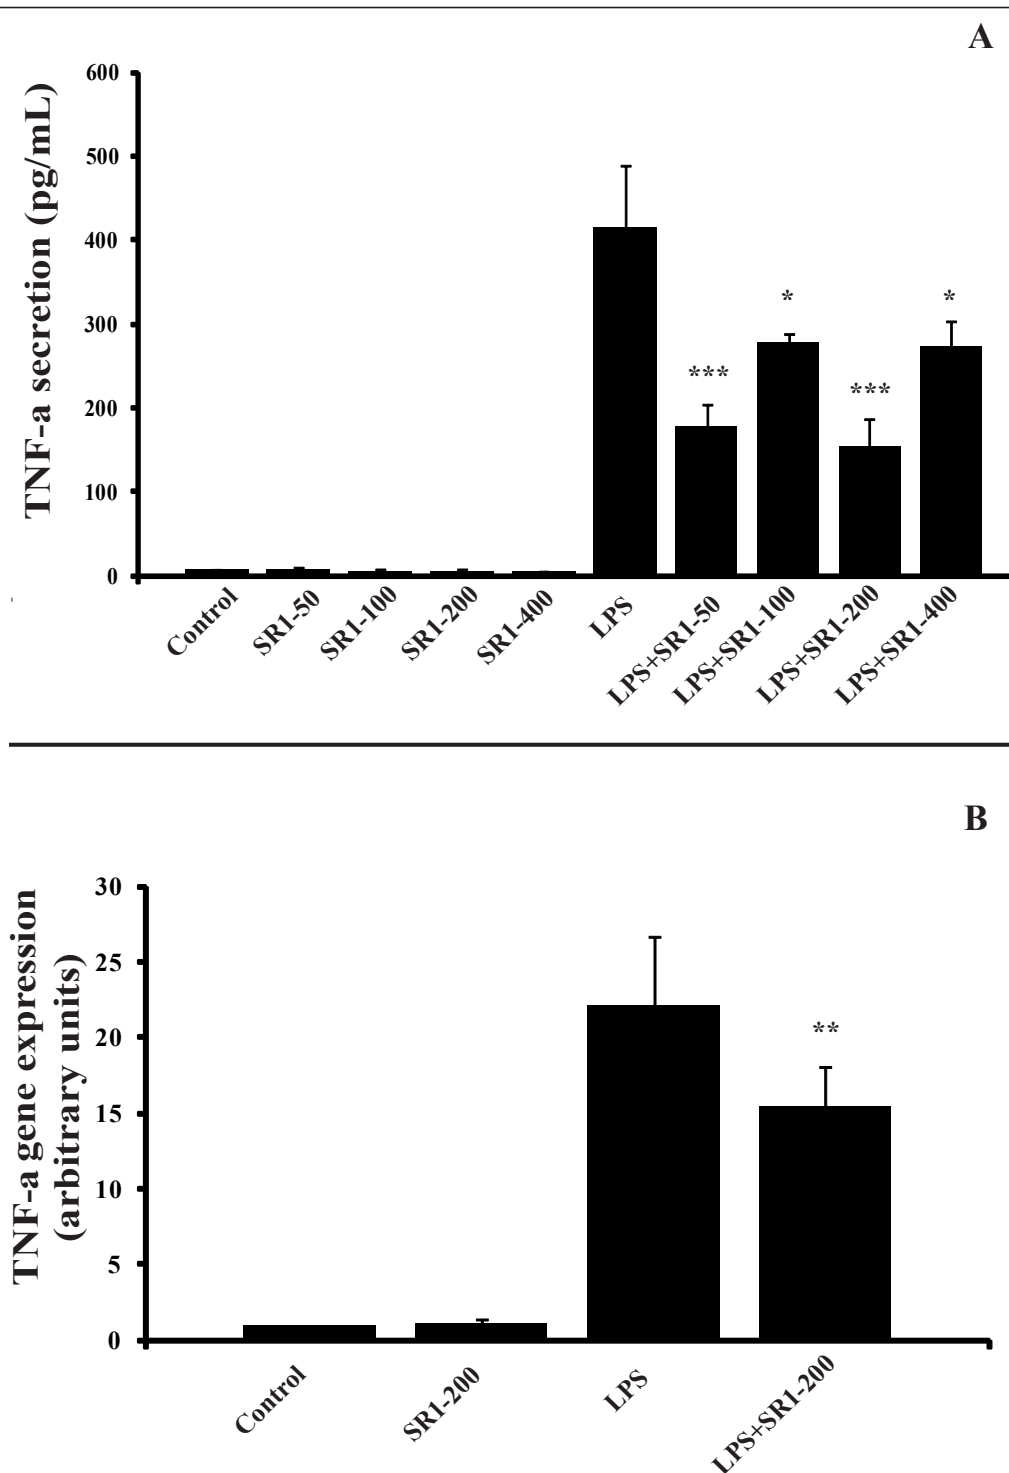 A
TNF-a secretion (pg/mL)
600
500
400
300
200
100
0
***
*
***
*
Control
SR1-50
SR1-100
SR1-200
SR1-400
LPS
LPS+SR1-50
LPS+SR1-100
LPS+SR1-200
LPS+SR1-400
B
TNF-a gene expression
(arbitrary units)
30
25
20
15
10
5
0
**
Control
SR1-200
LPS
LPS+SR1-200